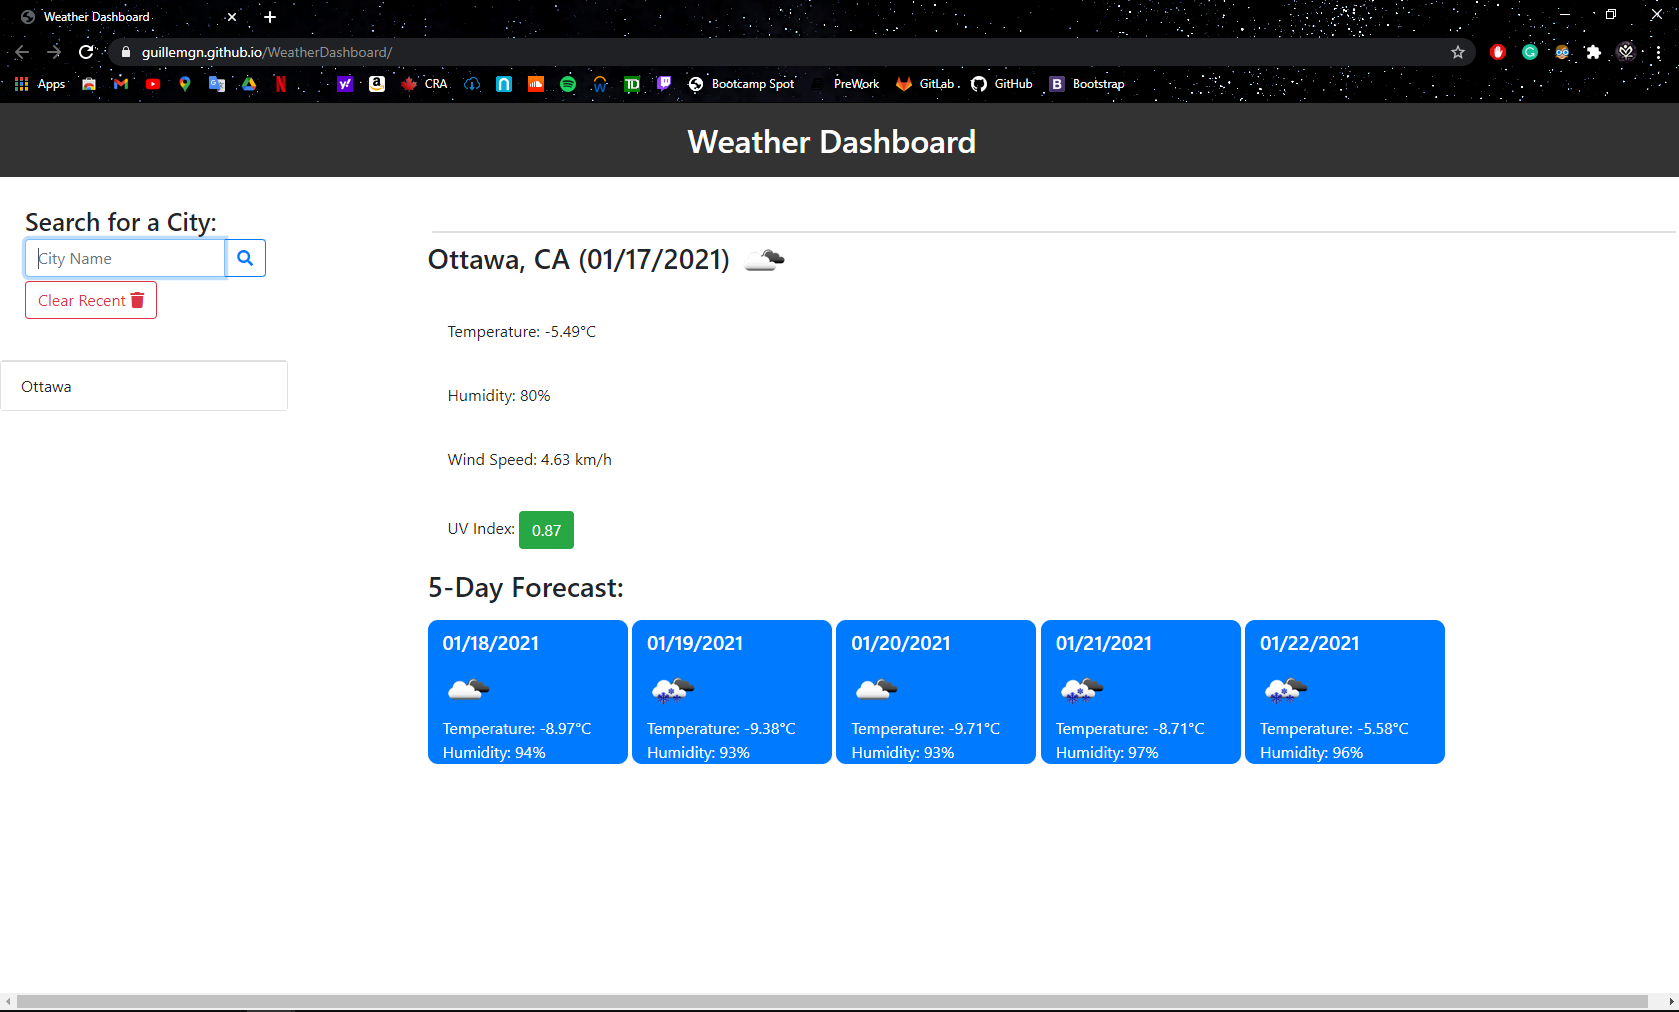 Weather Dashboard
guillemgn.github.io/WeatherDashboard/
Apps CRA TD Bootcamp Spot PreWork GitLab GitHub Bootstrap
Weather Dashboard
Search for a City:
City Name
Clear Recent
Ottawa
Ottawa, CA (01/17/2021)
Temperature: -5.49°C
Humidity: 80%
Wind Speed: 4.63 km/h
UV Index: 0.87
5-Day Forecast:
01/18/2021
Temperature: -8.97°C
Humidity: 94%
01/19/2021
Temperature: -9.38°C
Humidity: 93%
01/20/2021
Temperature: -9.71°C
Humidity: 93%
01/21/2021
Temperature: -8.71°C
Humidity: 97%
01/22/2021
Temperature: -5.58°C
Humidity: 96%